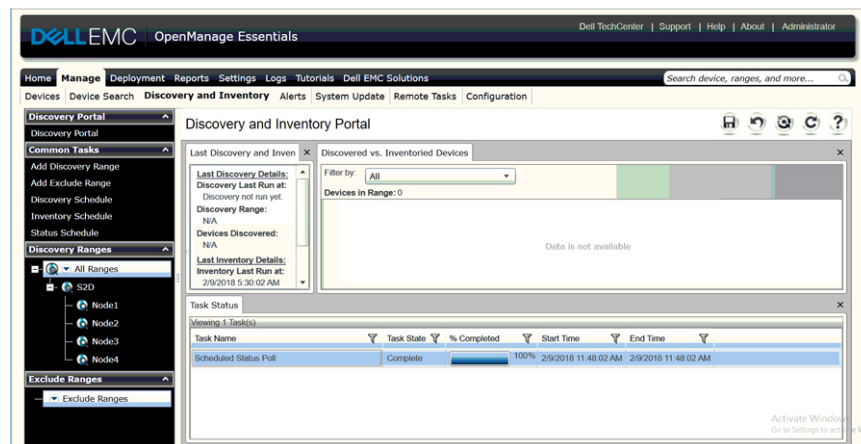 DELLEMC OpenManage Essentials
Dell TechCenter | Support | Help | About | Administrator
Home Manage Deployment Reports Settings Logs Tutorials Dell EMC Solutions
Search device, ranges, and more...
Devices Device Search Discovery and Inventory Alerts System Update Remote Tasks Configuration
Discovery Portal
Discovery Portal
Common Tasks
Add Discovery Range
Add Exclude Range
Discovery Schedule
Inventory Schedule
Status Schedule
Discovery Ranges
All Ranges
S2D
Node1
Node2
Node3
Node4
Exclude Ranges
Exclude Ranges
Discovery and Inventory Portal
Last Discovery and Inven
Last Discovery Details:
Discovery Last Run at:
Discovery not run yet.
Discovery Range:
N/A
Devices Discovered:
N/A
Last Inventory Details:
Inventory Last Run at:
2/9/2018 5:30:02 AM
Discovered vs. Inventoried Devices
Filter by: All
Devices in Range: 0
Data is not available
Task Status
Viewing 1 Task(s)
Task Name Task State % Completed Start Time End Time
Scheduled Status Poll Complete 100% 2/9/2018 11:48:02 AM 2/9/2018 11:48:02 AM
Activate Windows
Go to Settings to